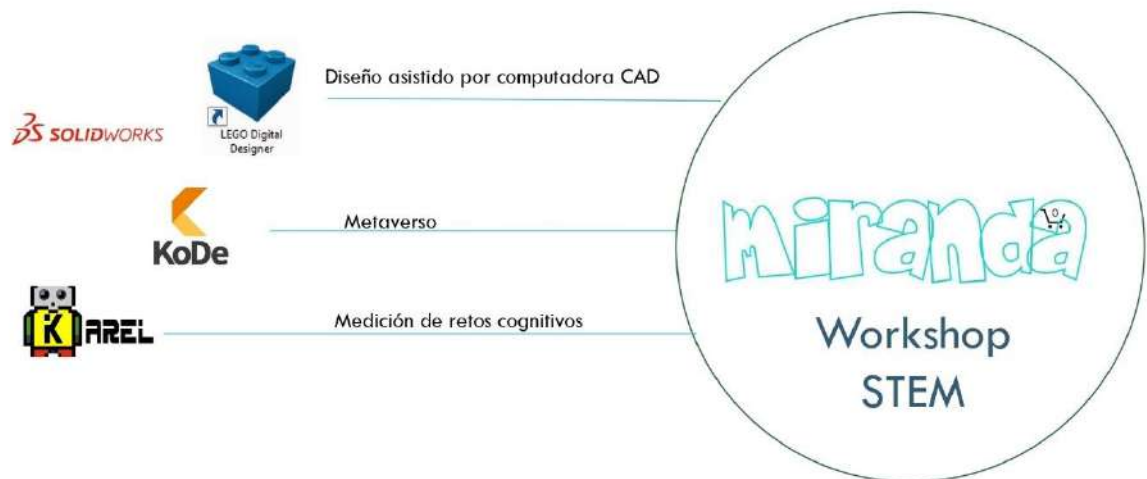 Diseño asistido por computadora CAD
LEGO Digital
Designer
3S SOLIDWORKS
KoDe
Metaverso
KAREL
Medición de retos cognitivos
miranda
Workshop
STEM